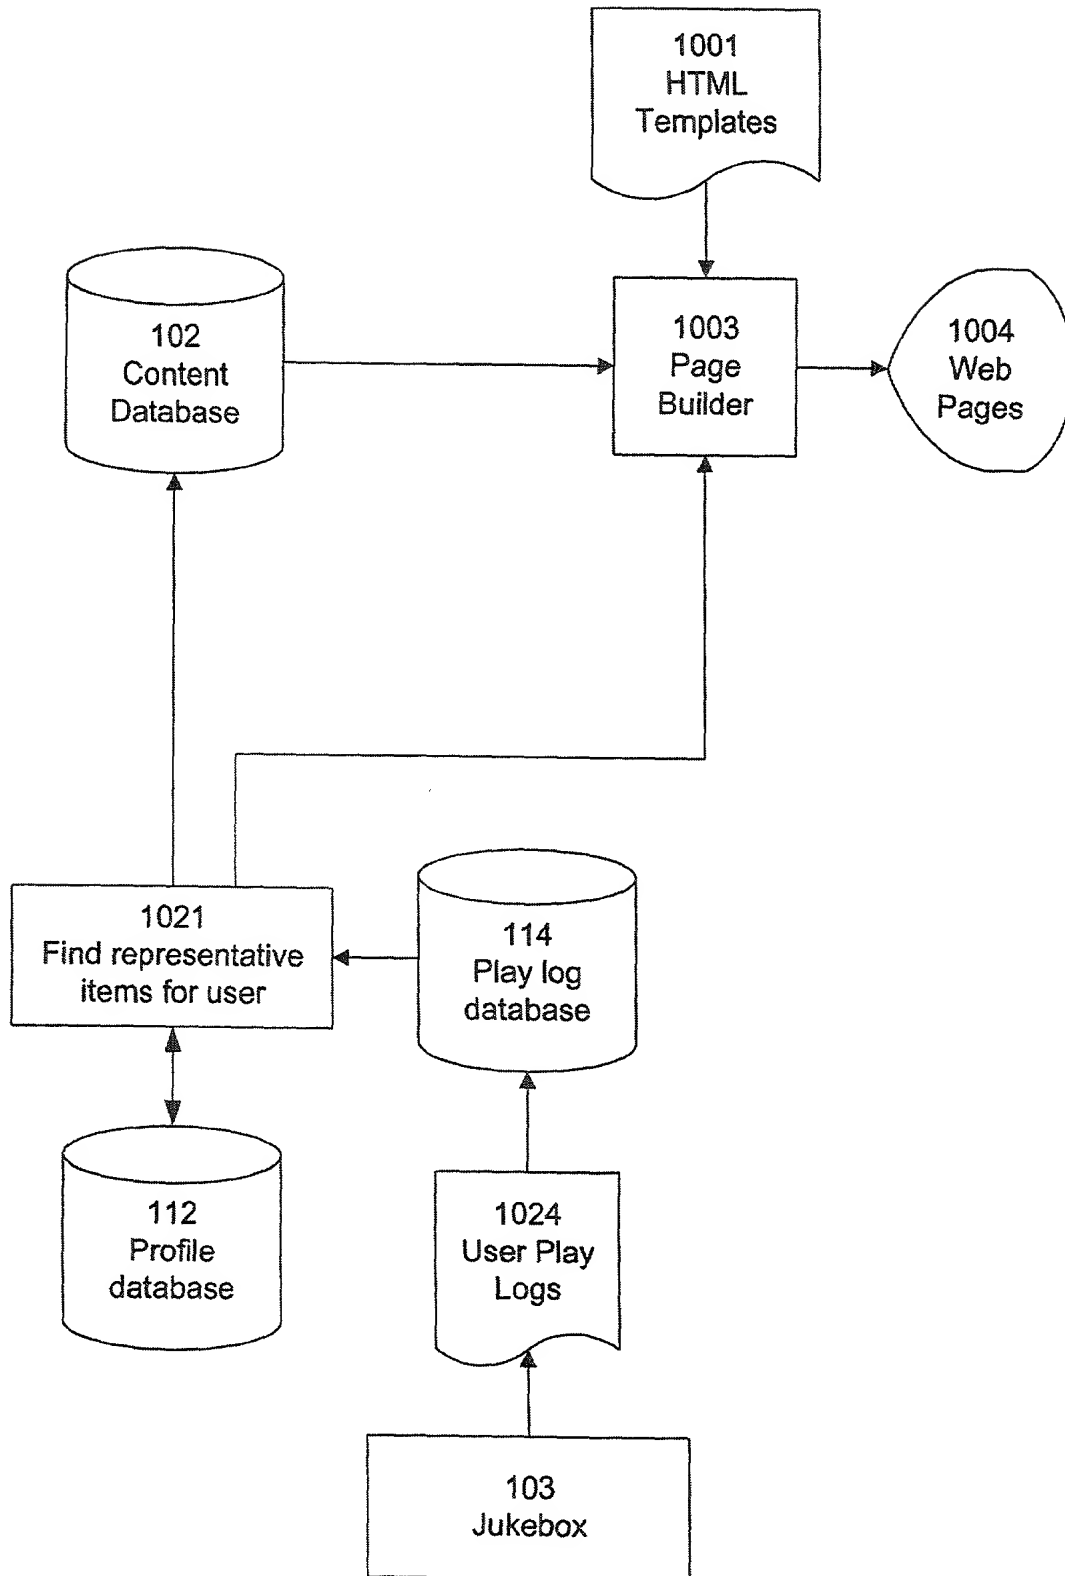 1001
HTML
Templates
102
Content
Database
1003
Page
Builder
1004
Web
Pages
1021
Find representative
items for user
114
Play log
database
112
Profile
database
1024
User Play
Logs
103
Jukebox